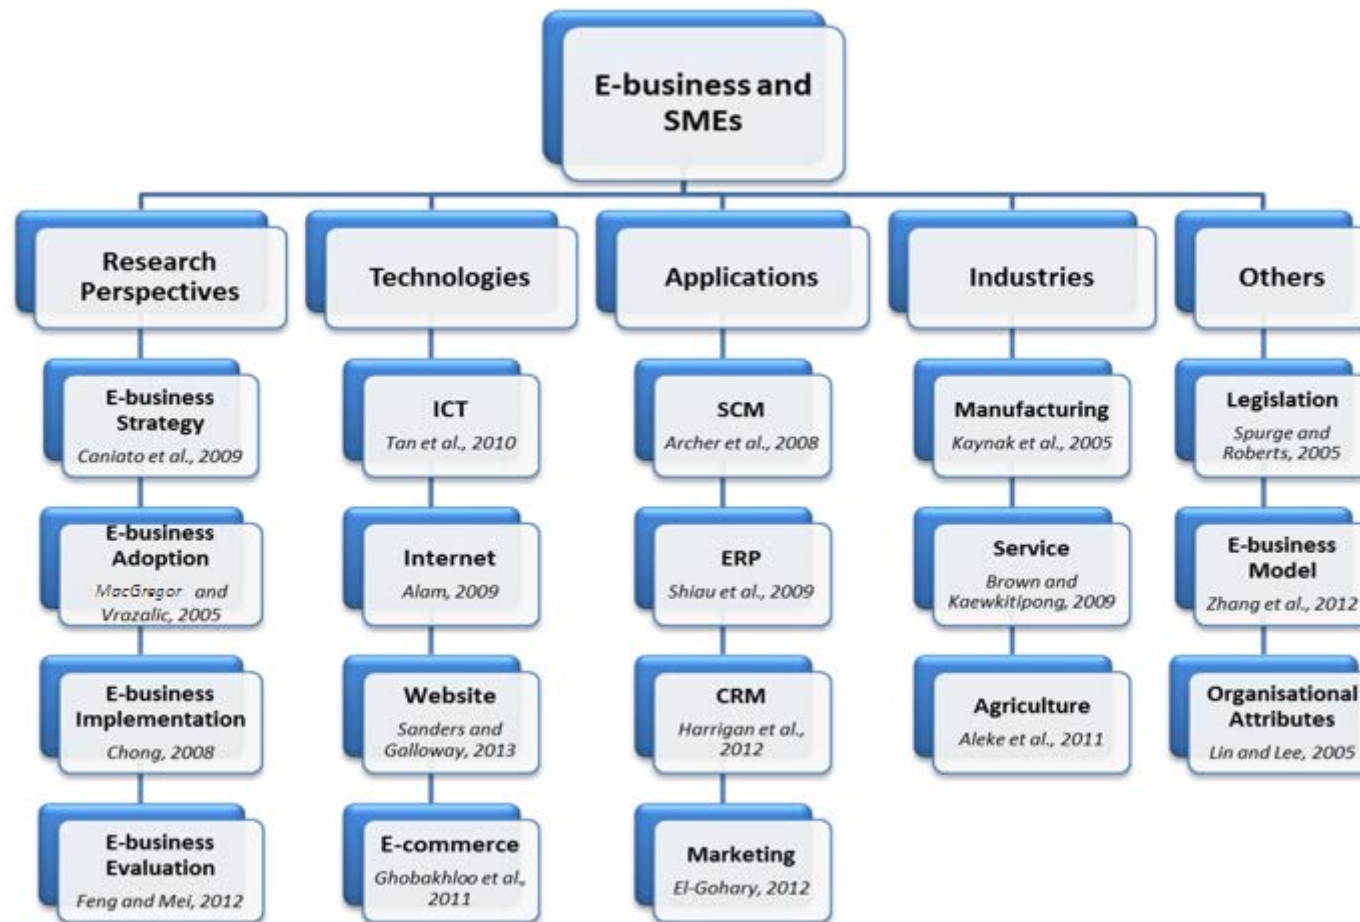 E-business and
SMEs
Research
Perspectives
Technologies
Applications
Industries
Others
E-business
Strategy
Caniato et al., 2009
ICT
Tan et al., 2010
SCM
Archer et al., 2008
Manufacturing
Kaynak et al., 2005
Legislation
Spurge and
Roberts, 2005
E-business
Adoption
MacGregor and
Vrazalic, 2005
Internet
Alam, 2009
ERP
Shiau et al., 2009
Service
Brown and
Kaewkitipong, 2009
E-business
Model
Zhang et al., 2012
E-business
Implementation
Chong, 2008
Website
Sanders and
Galloway, 2013
CRM
Harrigan et al.,
2012
Agriculture
Aleke et al., 2011
Organisational
Attributes
Lin and Lee, 2005
E-business
Evaluation
Feng and Mei, 2012
E-commerce
Ghobakhloo et al.,
2011
Marketing
El-Gohary, 2012